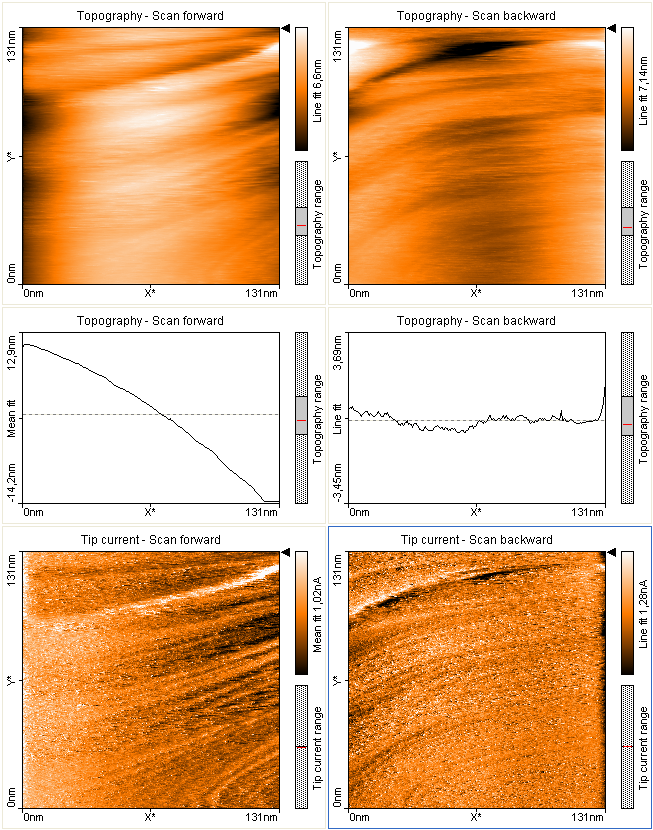 Topography - Scan forward
131nm
Y*
0nm
0nm
X*
131nm
Line fit 6,6nm
Topography range
Topography - Scan backward
131nm
Y*
0nm
0nm
X*
131nm
Line fit 7,14nm
Topography range
Topography - Scan forward
12,9nm
Mean fit
-14,2nm
0nm
X*
131nm
Topography range
Topography - Scan backward
3,69nm
Line fit
-3,45nm
0nm
X*
131nm
Topography range
Tip current - Scan forward
131nm
Y*
0nm
0nm
X*
131nm
Mean fit 1,02nA
Tip current range
Tip current - Scan backward
131nm
Y*
0nm
0nm
X*
131nm
Line fit 1,28nA
Tip current range